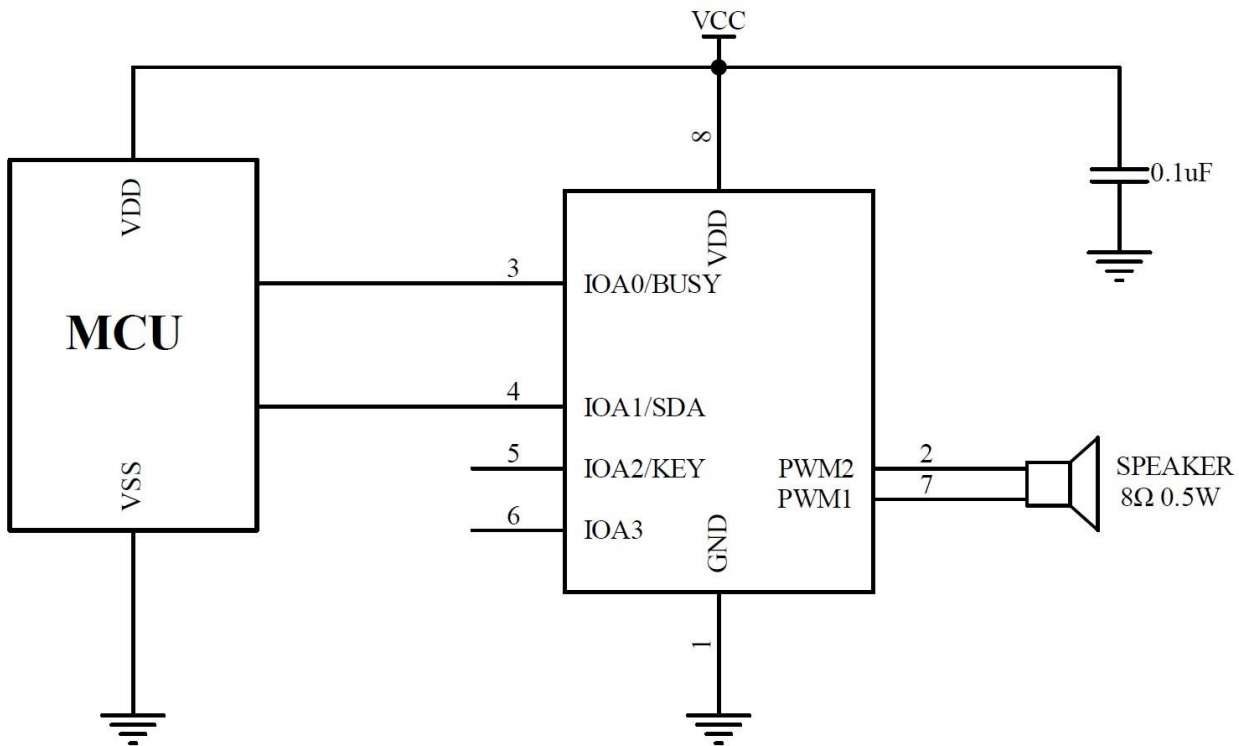 VCC
8
0.1uF
VDD
VDD
3
IOA0/BUSY
MCU
4
IOA1/SDA
5
IOA2/KEY
PWM2
2
SPEAKER
VSS
PWM1
7
8Ω 0.5W
6
IOA3
GND
1